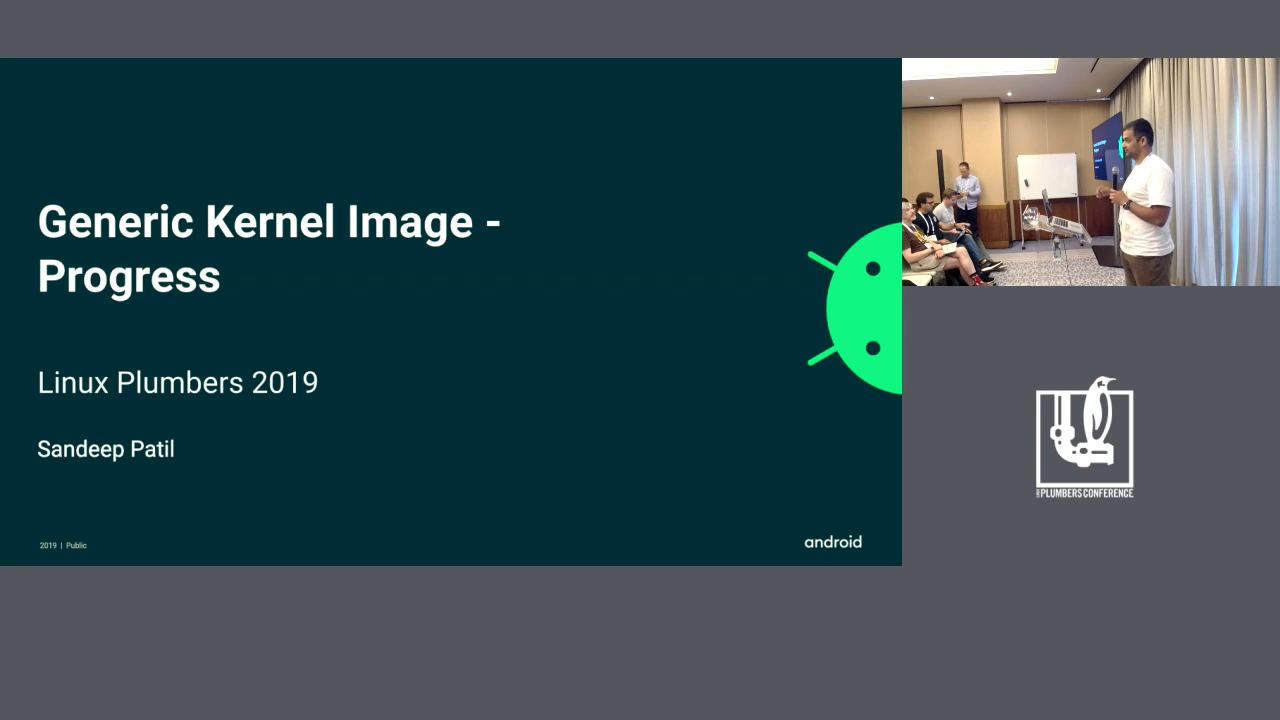 Generic Kernel Image -
Progress
Linux Plumbers 2019
Sandeep Patil
2019 | Public
android
PLUMBERS CONFERENCE